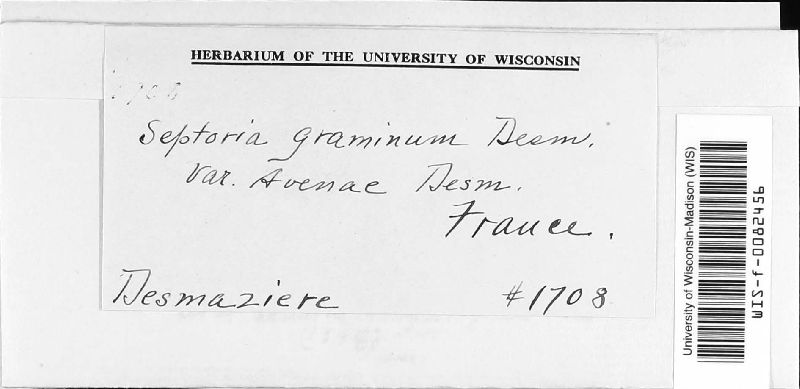 HERBARIUM OF THE UNIVERSITY OF WISCONSIN
1708
Septoria graminum Desm.
Var. Avenae Desm.
France.
Desmaziere #1708
University of Wisconsin-Madison (WIS)
WIS-f-0082456